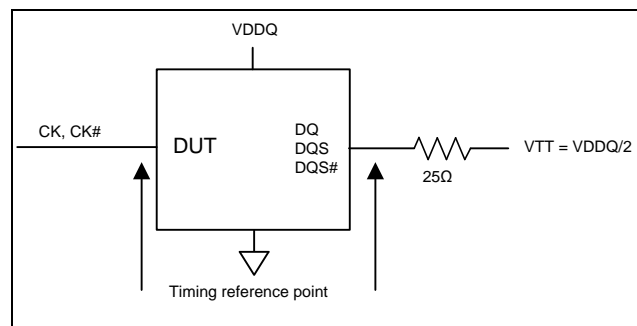 VDDQ
CK, CK#
DUT
DQ
DQS
DQS#
VTT = VDDQ/2
25Ω
Timing reference point